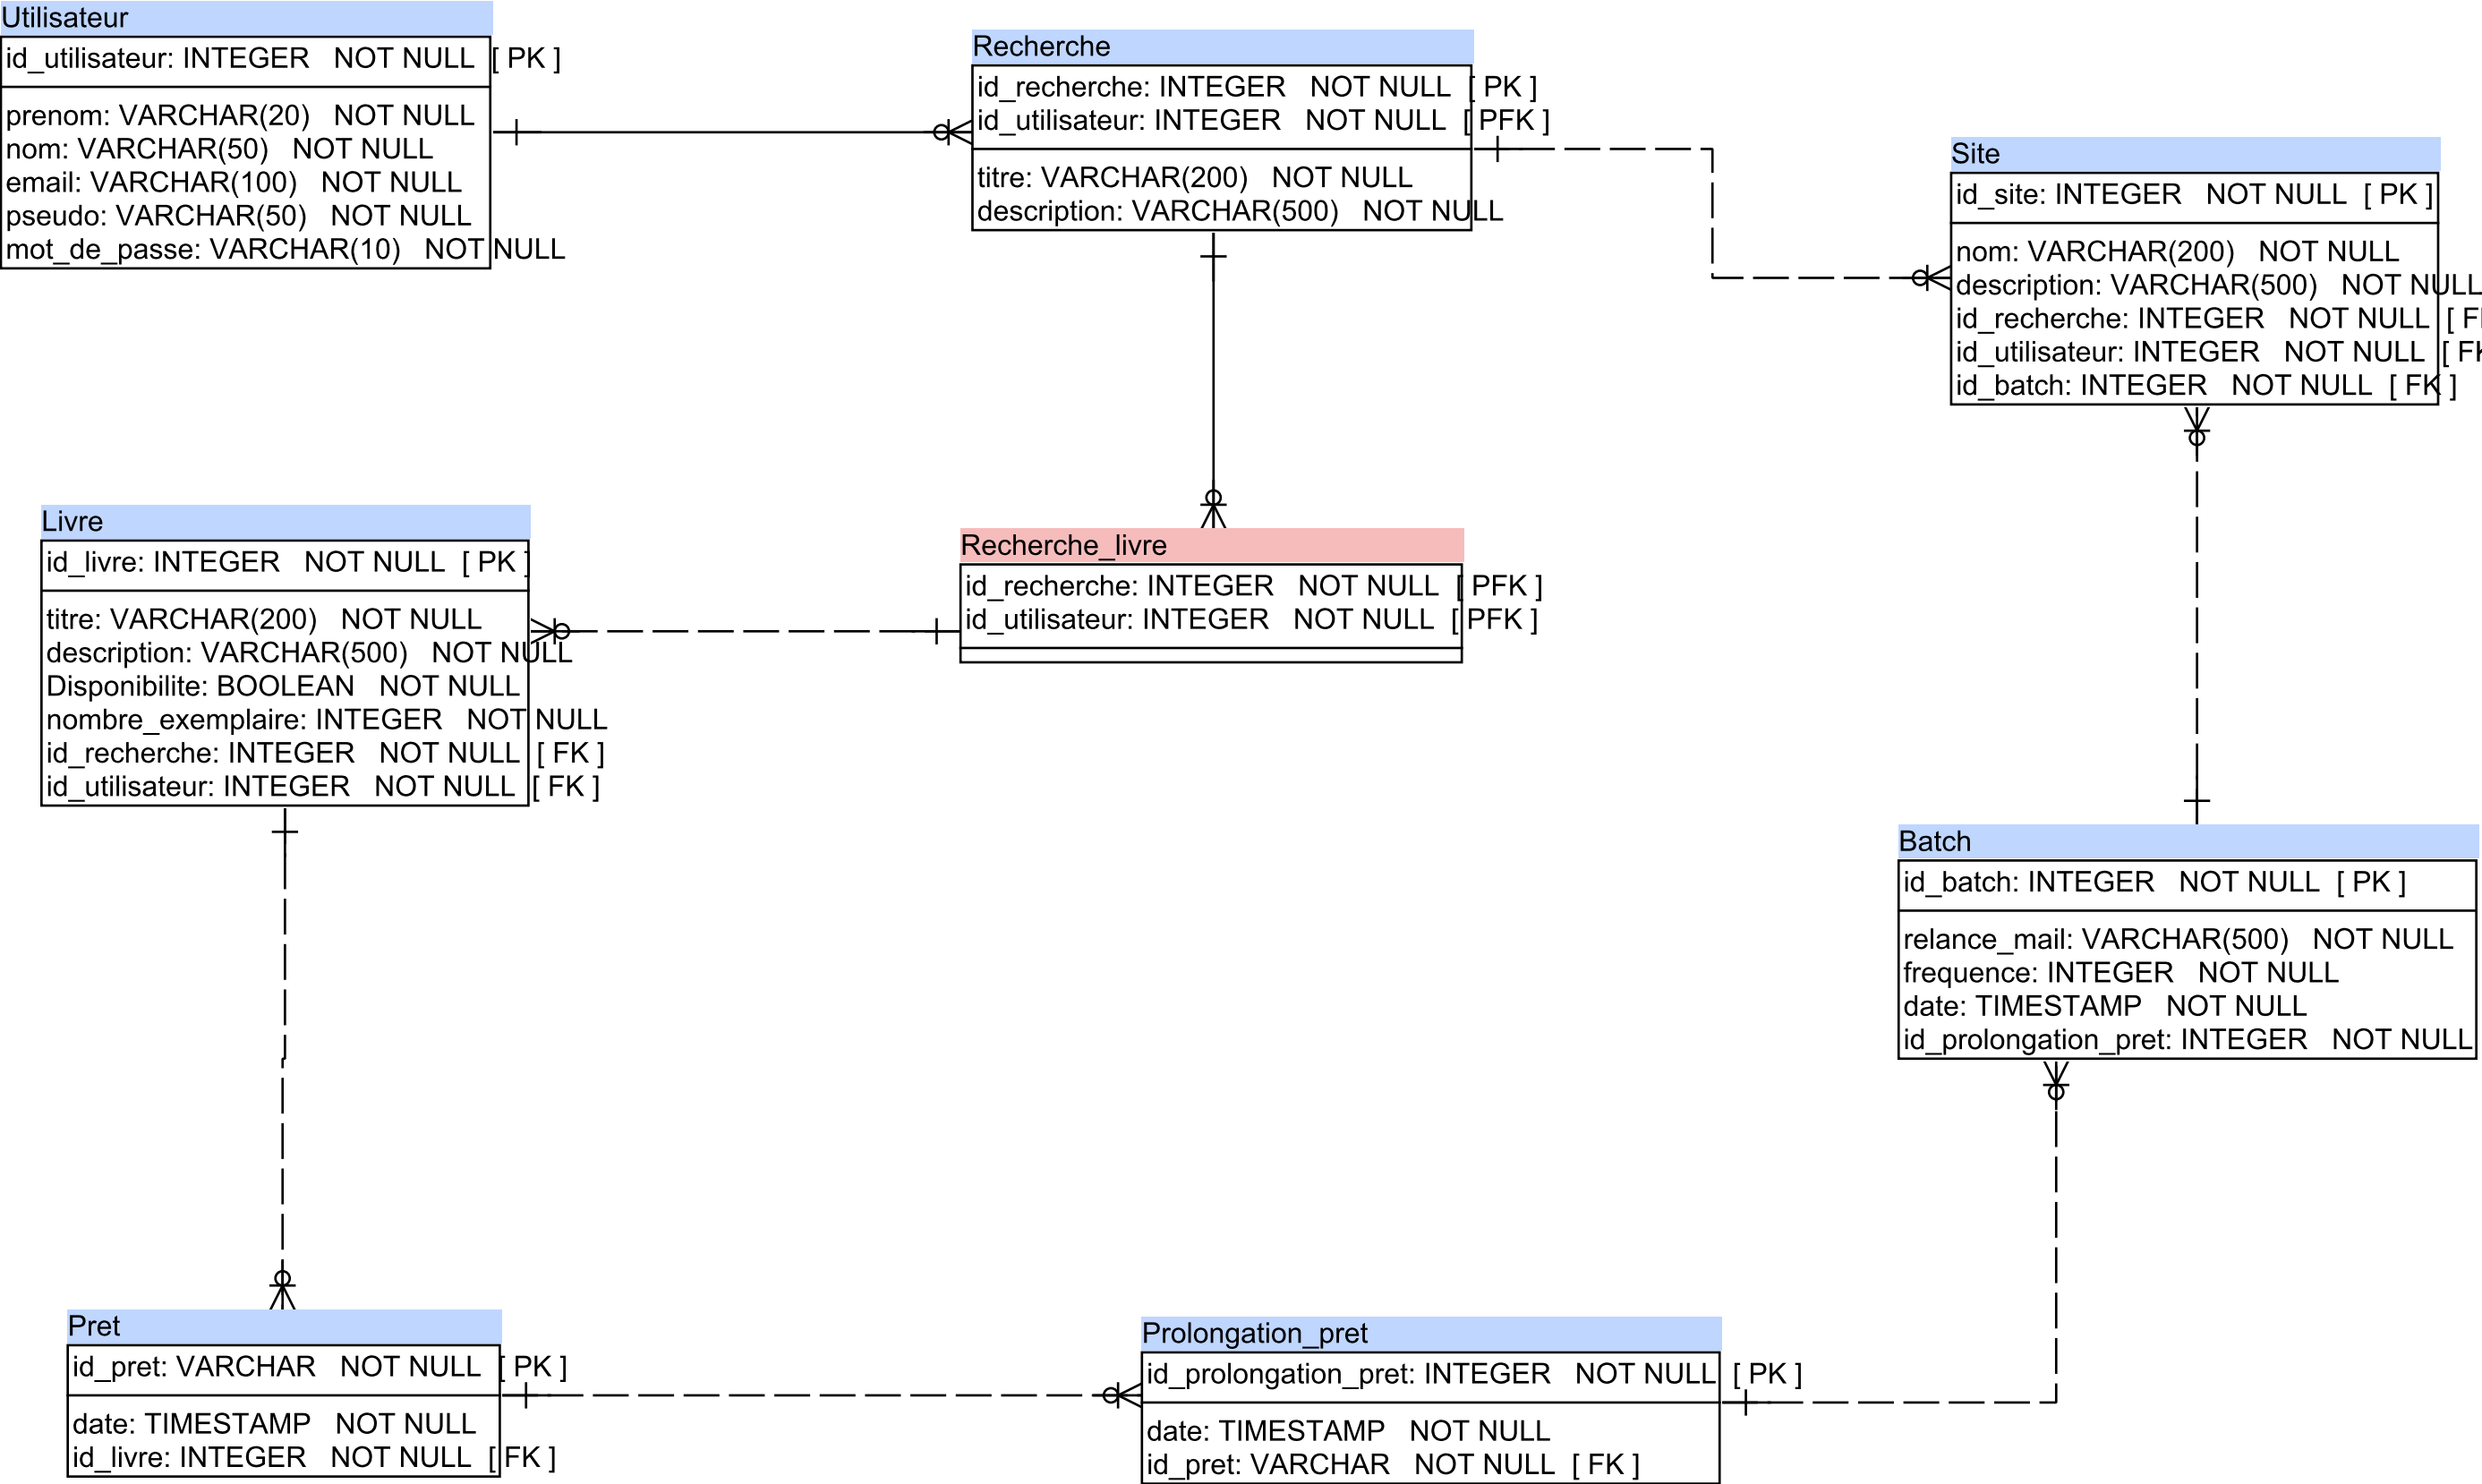 Utilisateur
id_utilisateur: INTEGER NOT NULL [ PK ]
prenom: VARCHAR(20) NOT NULL
nom: VARCHAR(50) NOT NULL
email: VARCHAR(100) NOT NULL
pseudo: VARCHAR(50) NOT NULL
mot_de_passe: VARCHAR(10) NOT NULL
Recherche
id_recherche: INTEGER NOT NULL [ PK ]
id_utilisateur: INTEGER NOT NULL [ PFK ]
titre: VARCHAR(200) NOT NULL
description: VARCHAR(500) NOT NULL
Site
id_site: INTEGER NOT NULL [ PK ]
nom: VARCHAR(200) NOT NULL
description: VARCHAR(500) NOT NULL
id_recherche: INTEGER NOT NULL [
id_utilisateur: INTEGER NOT NULL [
id_batch: INTEGER NOT NULL [ FK ]
Livre
id_livre: INTEGER NOT NULL [ PK ]
titre: VARCHAR(200) NOT NULL
description: VARCHAR(500) NOT NULL
Disponibilite: BOOLEAN NOT NULL
nombre_exemplaire: INTEGER NOT NULL
id_recherche: INTEGER NOT NULL [ FK ]
id_utilisateur: INTEGER NOT NULL [ FK ]
Recherche_livre
id_recherche: INTEGER NOT NULL [ PFK ]
id_utilisateur: INTEGER NOT NULL [ PFK ]
Batch
id_batch: INTEGER NOT NULL [ PK ]
relance_mail: VARCHAR(500) NOT NULL
frequence: INTEGER NOT NULL
date: TIMESTAMP NOT NULL
id_prolongation_pret: INTEGER NOT NULL
Pret
id_pret: VARCHAR NOT NULL [ PK ]
date: TIMESTAMP NOT NULL
id_livre: INTEGER NOT NULL [ FK ]
Prolongation_pret
id_prolongation_pret: INTEGER NOT NULL [ PK ]
date: TIMESTAMP NOT NULL
id_pret: VARCHAR NOT NULL [ FK ]